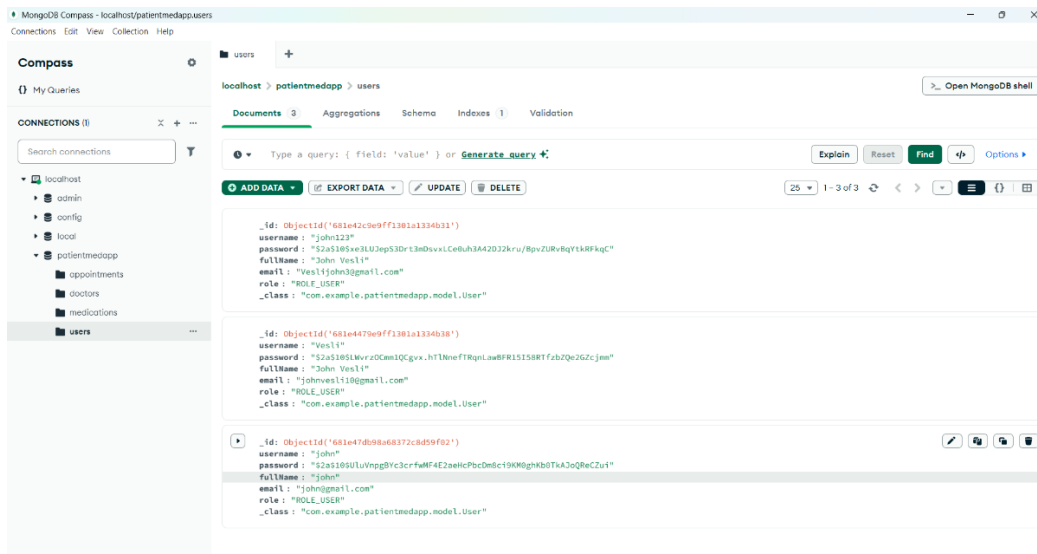 MongoDB Compass - localhost/patientmedapp.users
Connections Edit View Collection Help
Compass
{} My Queries
CONNECTIONS (1)
Search connections
localhost
admin
config
local
patientmedapp
appointments
doctors
medications
users
users
localhost > patientmedapp > users
>_ Open MongoDB shell
Documents 3 Aggregations Schema Indexes 1 Validation
Type a query: { field: 'value' } or Generate query
Explain Reset Find </> Options
ADD DATA EXPORT DATA UPDATE DELETE
25 1 – 3 of 3
_id: ObjectId('681e42c9e9ff1301a1334b31')
username : "john123"
password :
fullName : "John Vesli"
email : "Veslijohn3@gmail.com"
role : "ROLE_USER"
_class : "com.example.patientmedapp.model.User"
_id: ObjectId('681e4479e9ff1301a1334b38')
username : "Vesli"
password :
fullName : "John Vesli"
email : "johnvesli10@gmail.com"
role : "ROLE_USER"
_class : "com.example.patientmedapp.model.User"
_id: ObjectId('681e47db98a68372c8d59f02')
username : "john"
password :
fullName : "john"
email : "john@gmail.com"
role : "ROLE_USER"
_class : "com.example.patientmedapp.model.User"